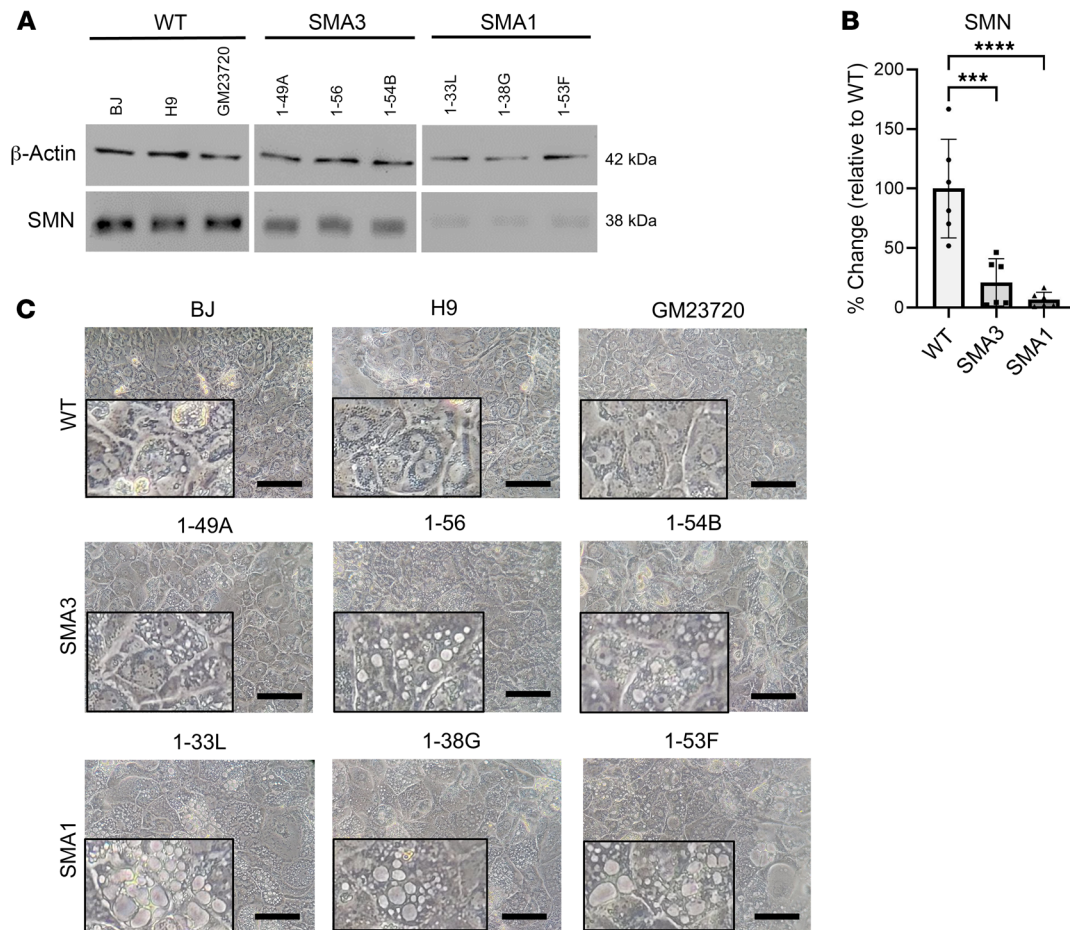 A
WT
SMA3
SMA1
BJ
H9
GM23720
1-49A
1-56
1-54B
1-33L
1-38G
1-53F
β-Actin
42 kDa
SMN
38 kDa
B
SMN
****
***
% Change (relative to WT)
200
150
100
50
0
WT
SMA3
SMA1
C
BJ
H9
GM23720
WT
1-49A
1-56
1-54B
SMA3
1-33L
1-38G
1-53F
SMA1